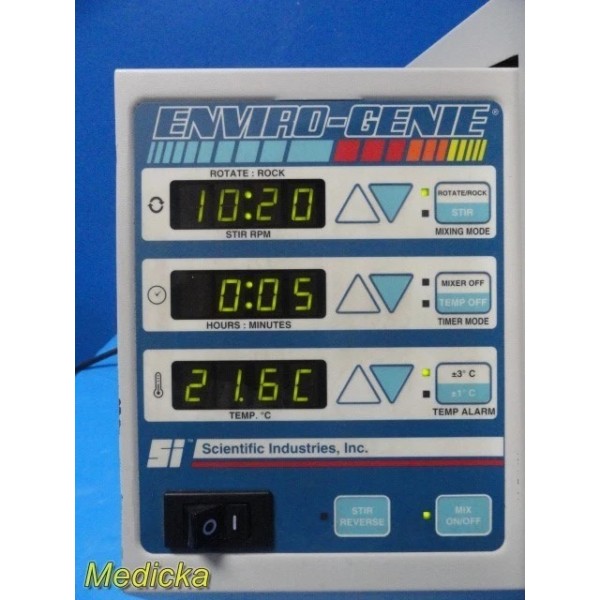 ENVIRO-GENIE®
ROTATE : ROCK
10:20
STIR RPM
ROTATE/ROCK
STIR
MIXING MODE
0:05
HOURS : MINUTES
MIXER OFF
TEMP OFF
TIMER MODE
21.6C
TEMP. °C
±3° C
±1° C
TEMP ALARM
Si™ Scientific Industries, Inc.
STIR
REVERSE
MIX
ON/OFF
Medicka